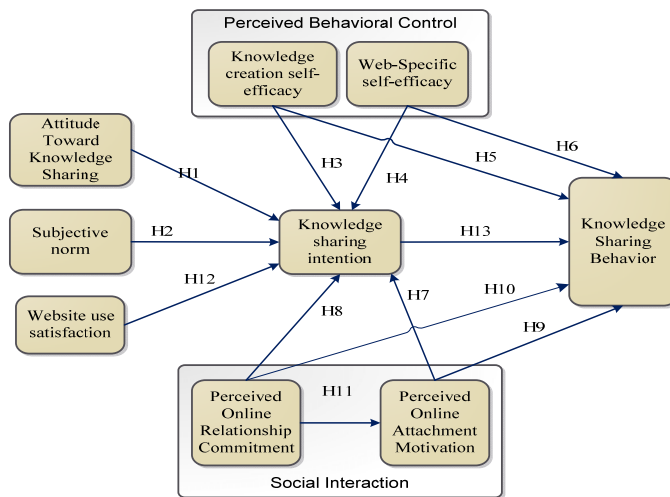 Perceived Behavioral Control
Knowledge
creation self-
efficacy
Web-Specific
self-efficacy
Attitude
Toward
Knowledge
Sharing
H1
H3
H4
H5
H6
Subjective
norm
H2
Knowledge
sharing
intention
H13
Knowledge
Sharing
Behavior
Website use
satisfaction
H12
H8
H7
H10
H9
Perceived
Online
Relationship
Commitment
H11
Perceived
Online
Attachment
Motivation
Social Interaction